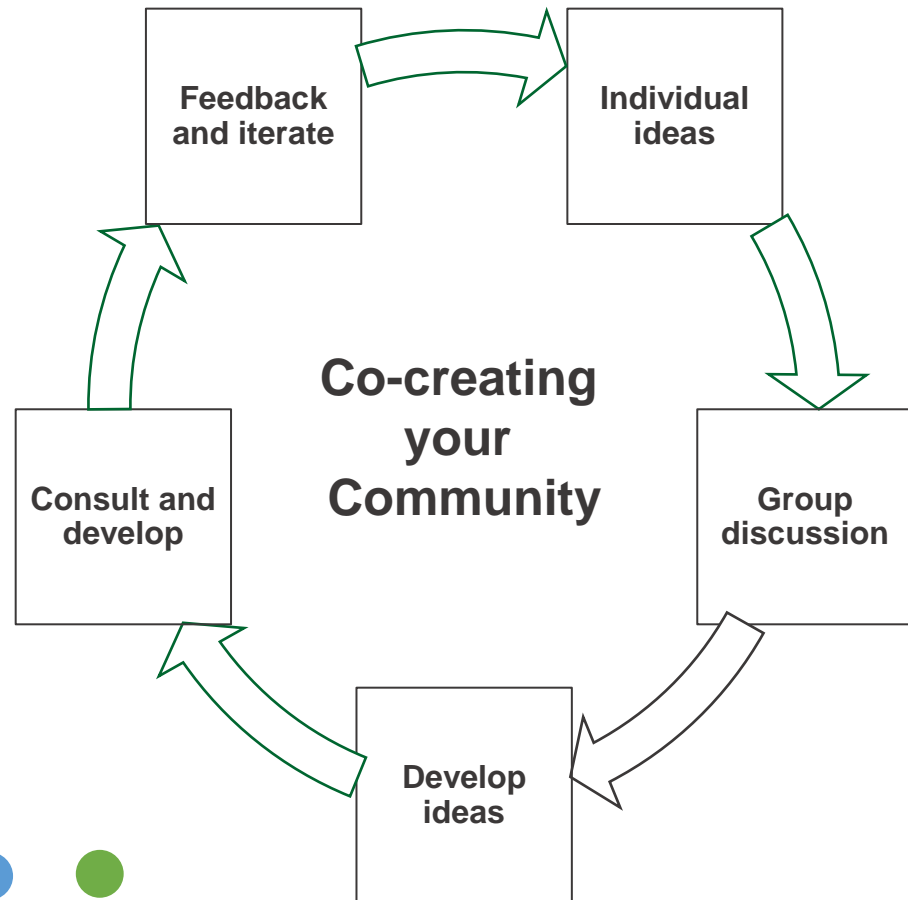 Feedback
and iterate
Individual
ideas
Co-creating
your
Community
Consult and
develop
Group
discussion
Develop
ideas